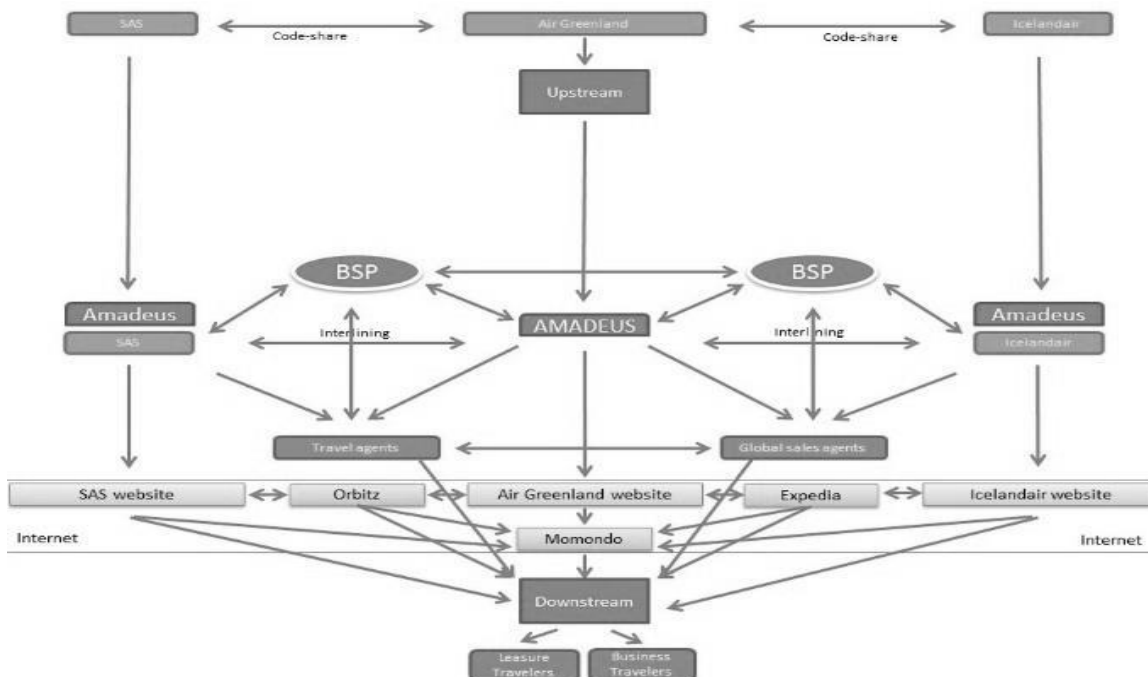 SAS
Air Greenland
Icelandair
Code-share
Code-share
Upstream
BSP
BSP
Amadeus
AMADEUS
Amadeus
SAS
Interlining
Interlining
Icelandair
Travel agents
Global sales agents
SAS website
Orbitz
Air Greenland website
Expedia
Icelandair website
Internet
Momondo
Internet
Downstream
Leasure
Travelers
Business
Travelers